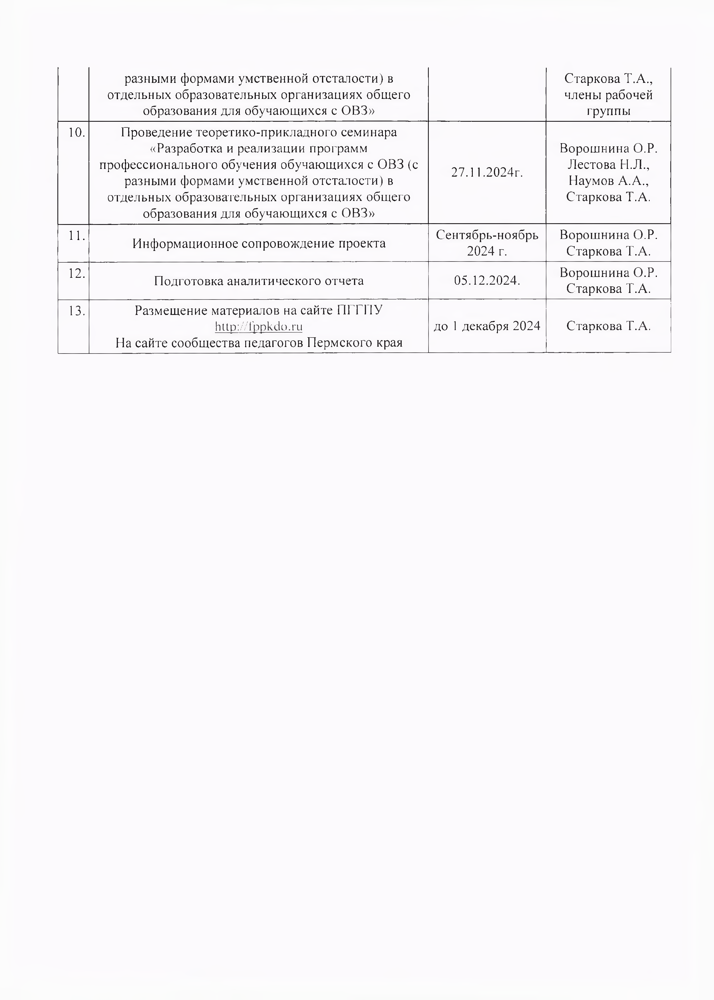 разными формами умственной отсталости) в
отдельных образовательных организациях общего
образования для обучающихся с ОВЗ»
Старкова Т.А.,
члены рабочей
группы
10.
Проведение теоретико-прикладного семинара
«Разработка и реализации программ
профессионального обучения обучающихся с ОВЗ (с
разными формами умственной отсталости) в
отдельных образовательных организациях общего
образования для обучающихся с ОВЗ»
27.11.2024г.
Ворошнина О.Р.
Лестова Н.Л.,
Наумов А.А.,
Старкова Т.А.
11.
Информационное сопровождение проекта
Сентябрь-ноябрь
2024 г.
Ворошнина О.Р.
Старкова Т.А.
12.
Подготовка аналитического отчета
05.12.2024.
Ворошнина О.Р.
Старкова Т.А.
13.
Размещение материалов на сайте ПГГПУ
http://fppkdo.ru
На сайте сообщества педагогов Пермского края
до 1 декабря 2024
Старкова Т.А.